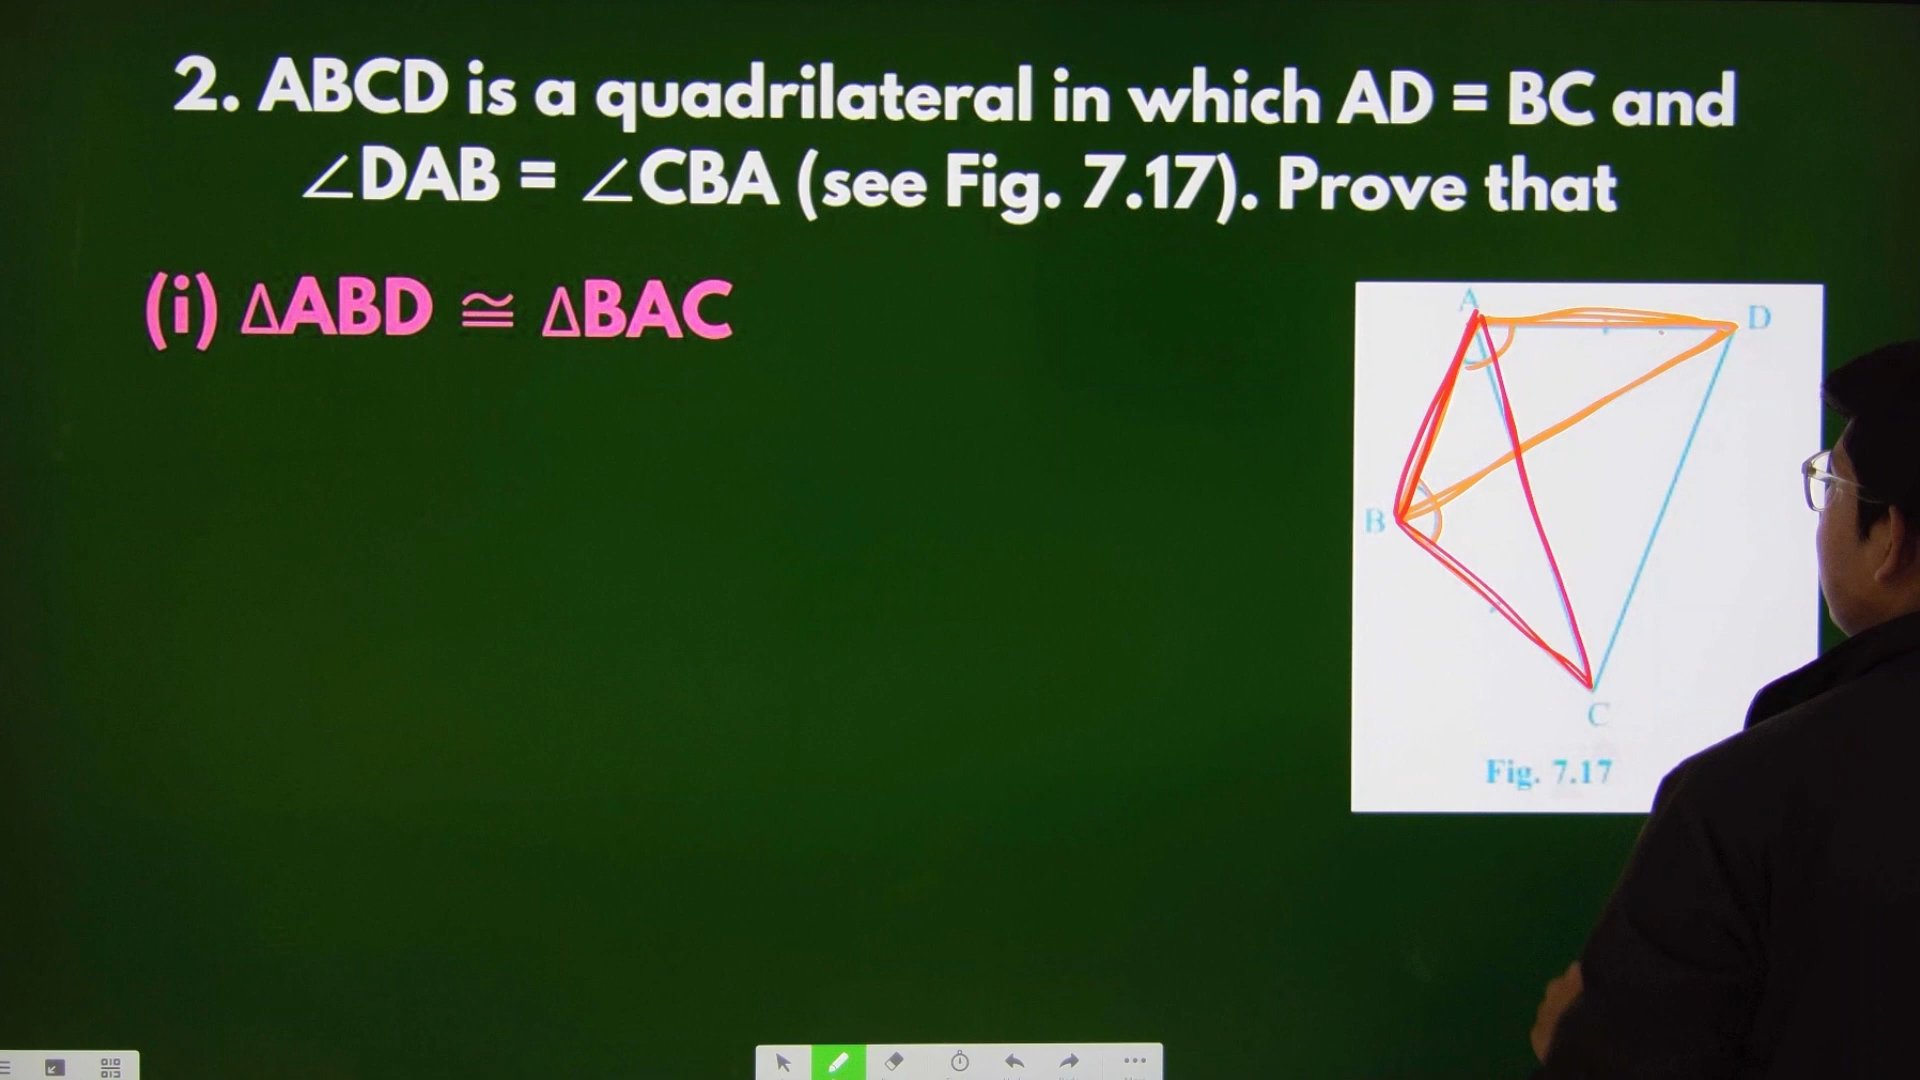 2. ABCD is a quadrilateral in which AD = BC and
∠DAB = ∠CBA (see Fig. 7.17). Prove that
(i) ΔABD ≅ ΔBAC
A
D
B
C
Fig. 7.17